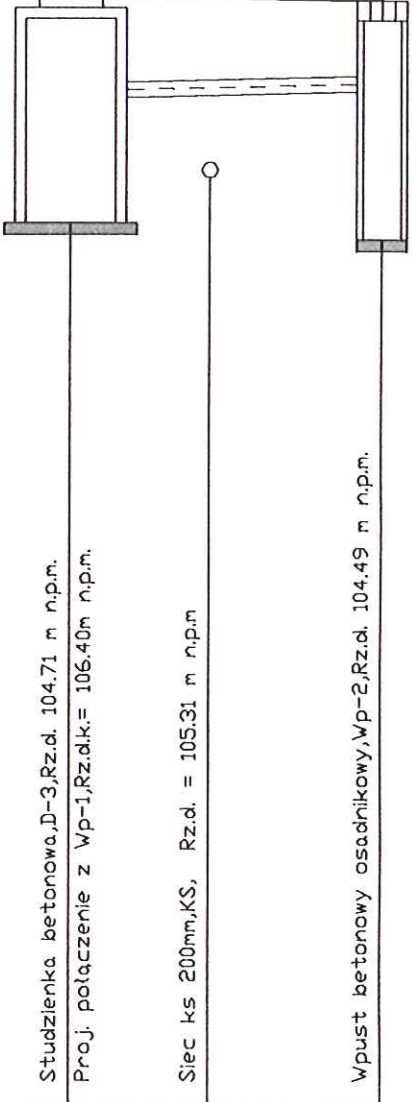 Studzienka betonowa,D-3,Rz.d. 104.71 m n.p.m.
Proj. połączenie z Wp-1,Rz.d.k.= 106.40m n.p.m.
Siec ks 200mm,KS, Rz.d. = 105.31 m n.p.m
Wpust betonowy osadnikowy,Wp-2,Rz.d. 104.49 m n.p.m.